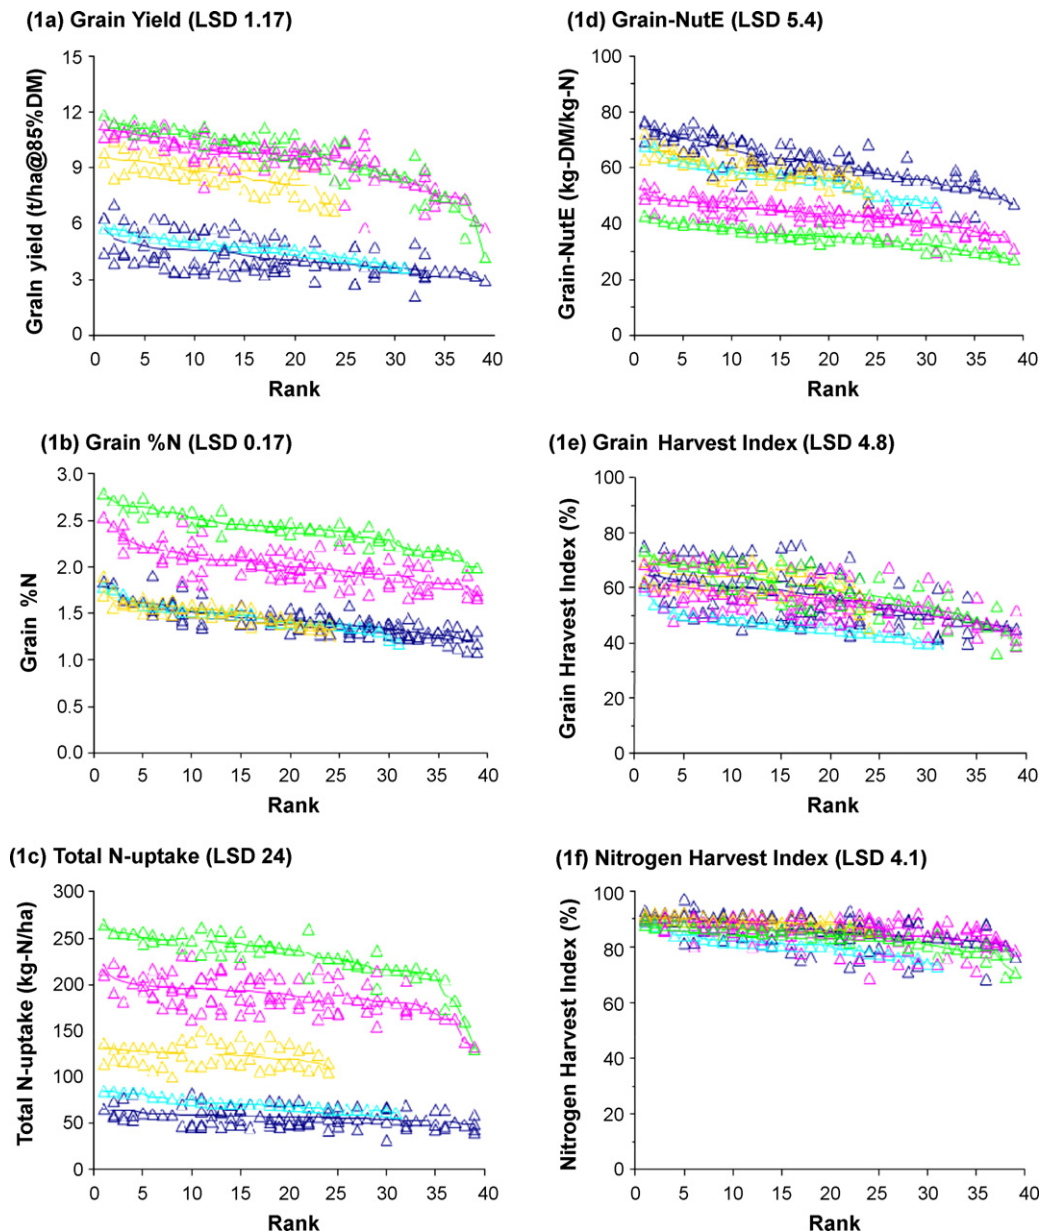 (1a) Grain Yield (LSD 1.17)
15
12
9
6
3
0
Grain yield (t/ha@85%DM)
0 5 10 15 20 25 30 35 40
Rank
(1d) Grain-NutE (LSD 5.4)
100
80
60
40
20
0
Grain-NutE (kg-DM/kg-N)
0 5 10 15 20 25 30 35 40
Rank
(1b) Grain %N (LSD 0.17)
3.0
2.5
2.0
1.5
1.0
0.5
0.0
Grain %N
0 5 10 15 20 25 30 35 40
Rank
(1e) Grain Harvest Index (LSD 4.8)
100
80
60
40
20
0
Grain Harvest Index (%)
0 5 10 15 20 25 30 35 40
Rank
(1c) Total N-uptake (LSD 24)
300
250
200
150
100
50
0
Total N-uptake (kg-N/ha)
0 5 10 15 20 25 30 35 40
Rank
(1f) Nitrogen Harvest Index (LSD 4.1)
100
80
60
40
20
0
Nitrogen Harvest Index (%)
0 5 10 15 20 25 30 35 40
Rank